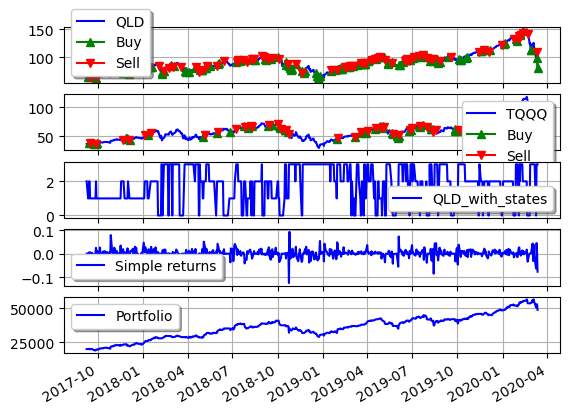 150
100
QLD
Buy
Sell
100
50
TQQQ
Buy
Sell
2
0
QLD_with_states
0.1
0.0
−0.1
Simple returns
50000
25000
Portfolio
2017-10
2018-01
2018-04
2018-07
2018-10
2019-01
2019-04
2019-07
2019-10
2020-01
2020-04